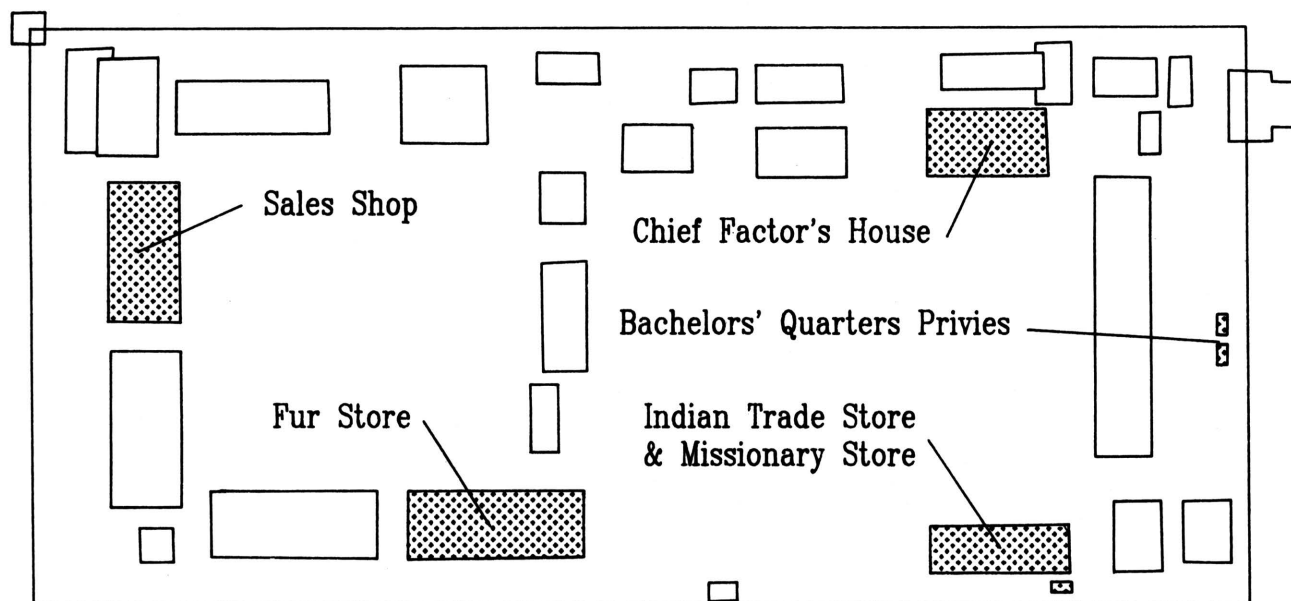 Sales Shop
Chief Factor's House
Bachelors' Quarters Privies
Fur Store
Indian Trade Store
& Missionary Store